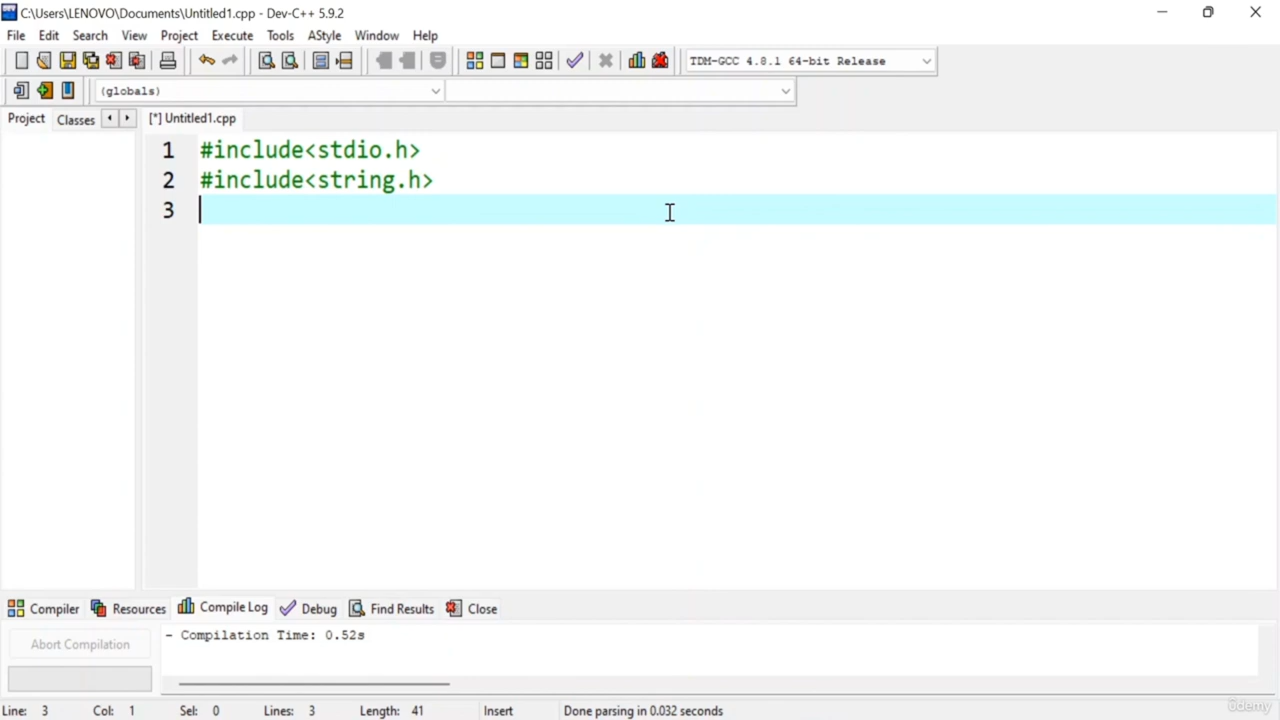 C:\Users\LENOVO\Documents\Untitled1.cpp - Dev-C++ 5.9.2
File Edit Search View Project Execute Tools AStyle Window Help
TDM-GCC 4.8.1 64-bit Release
(globals)
Project Classes [*] Untitled1.cpp
1 #include<stdio.h>
2 #include<string.h>
3
Compiler Resources Compile Log Debug Find Results Close
Abort Compilation
- Compilation Time: 0.52s
Line: 3 Col: 1 Sel: 0 Lines: 3 Length: 41 Insert Done parsing in 0.032 seconds
ûdemy